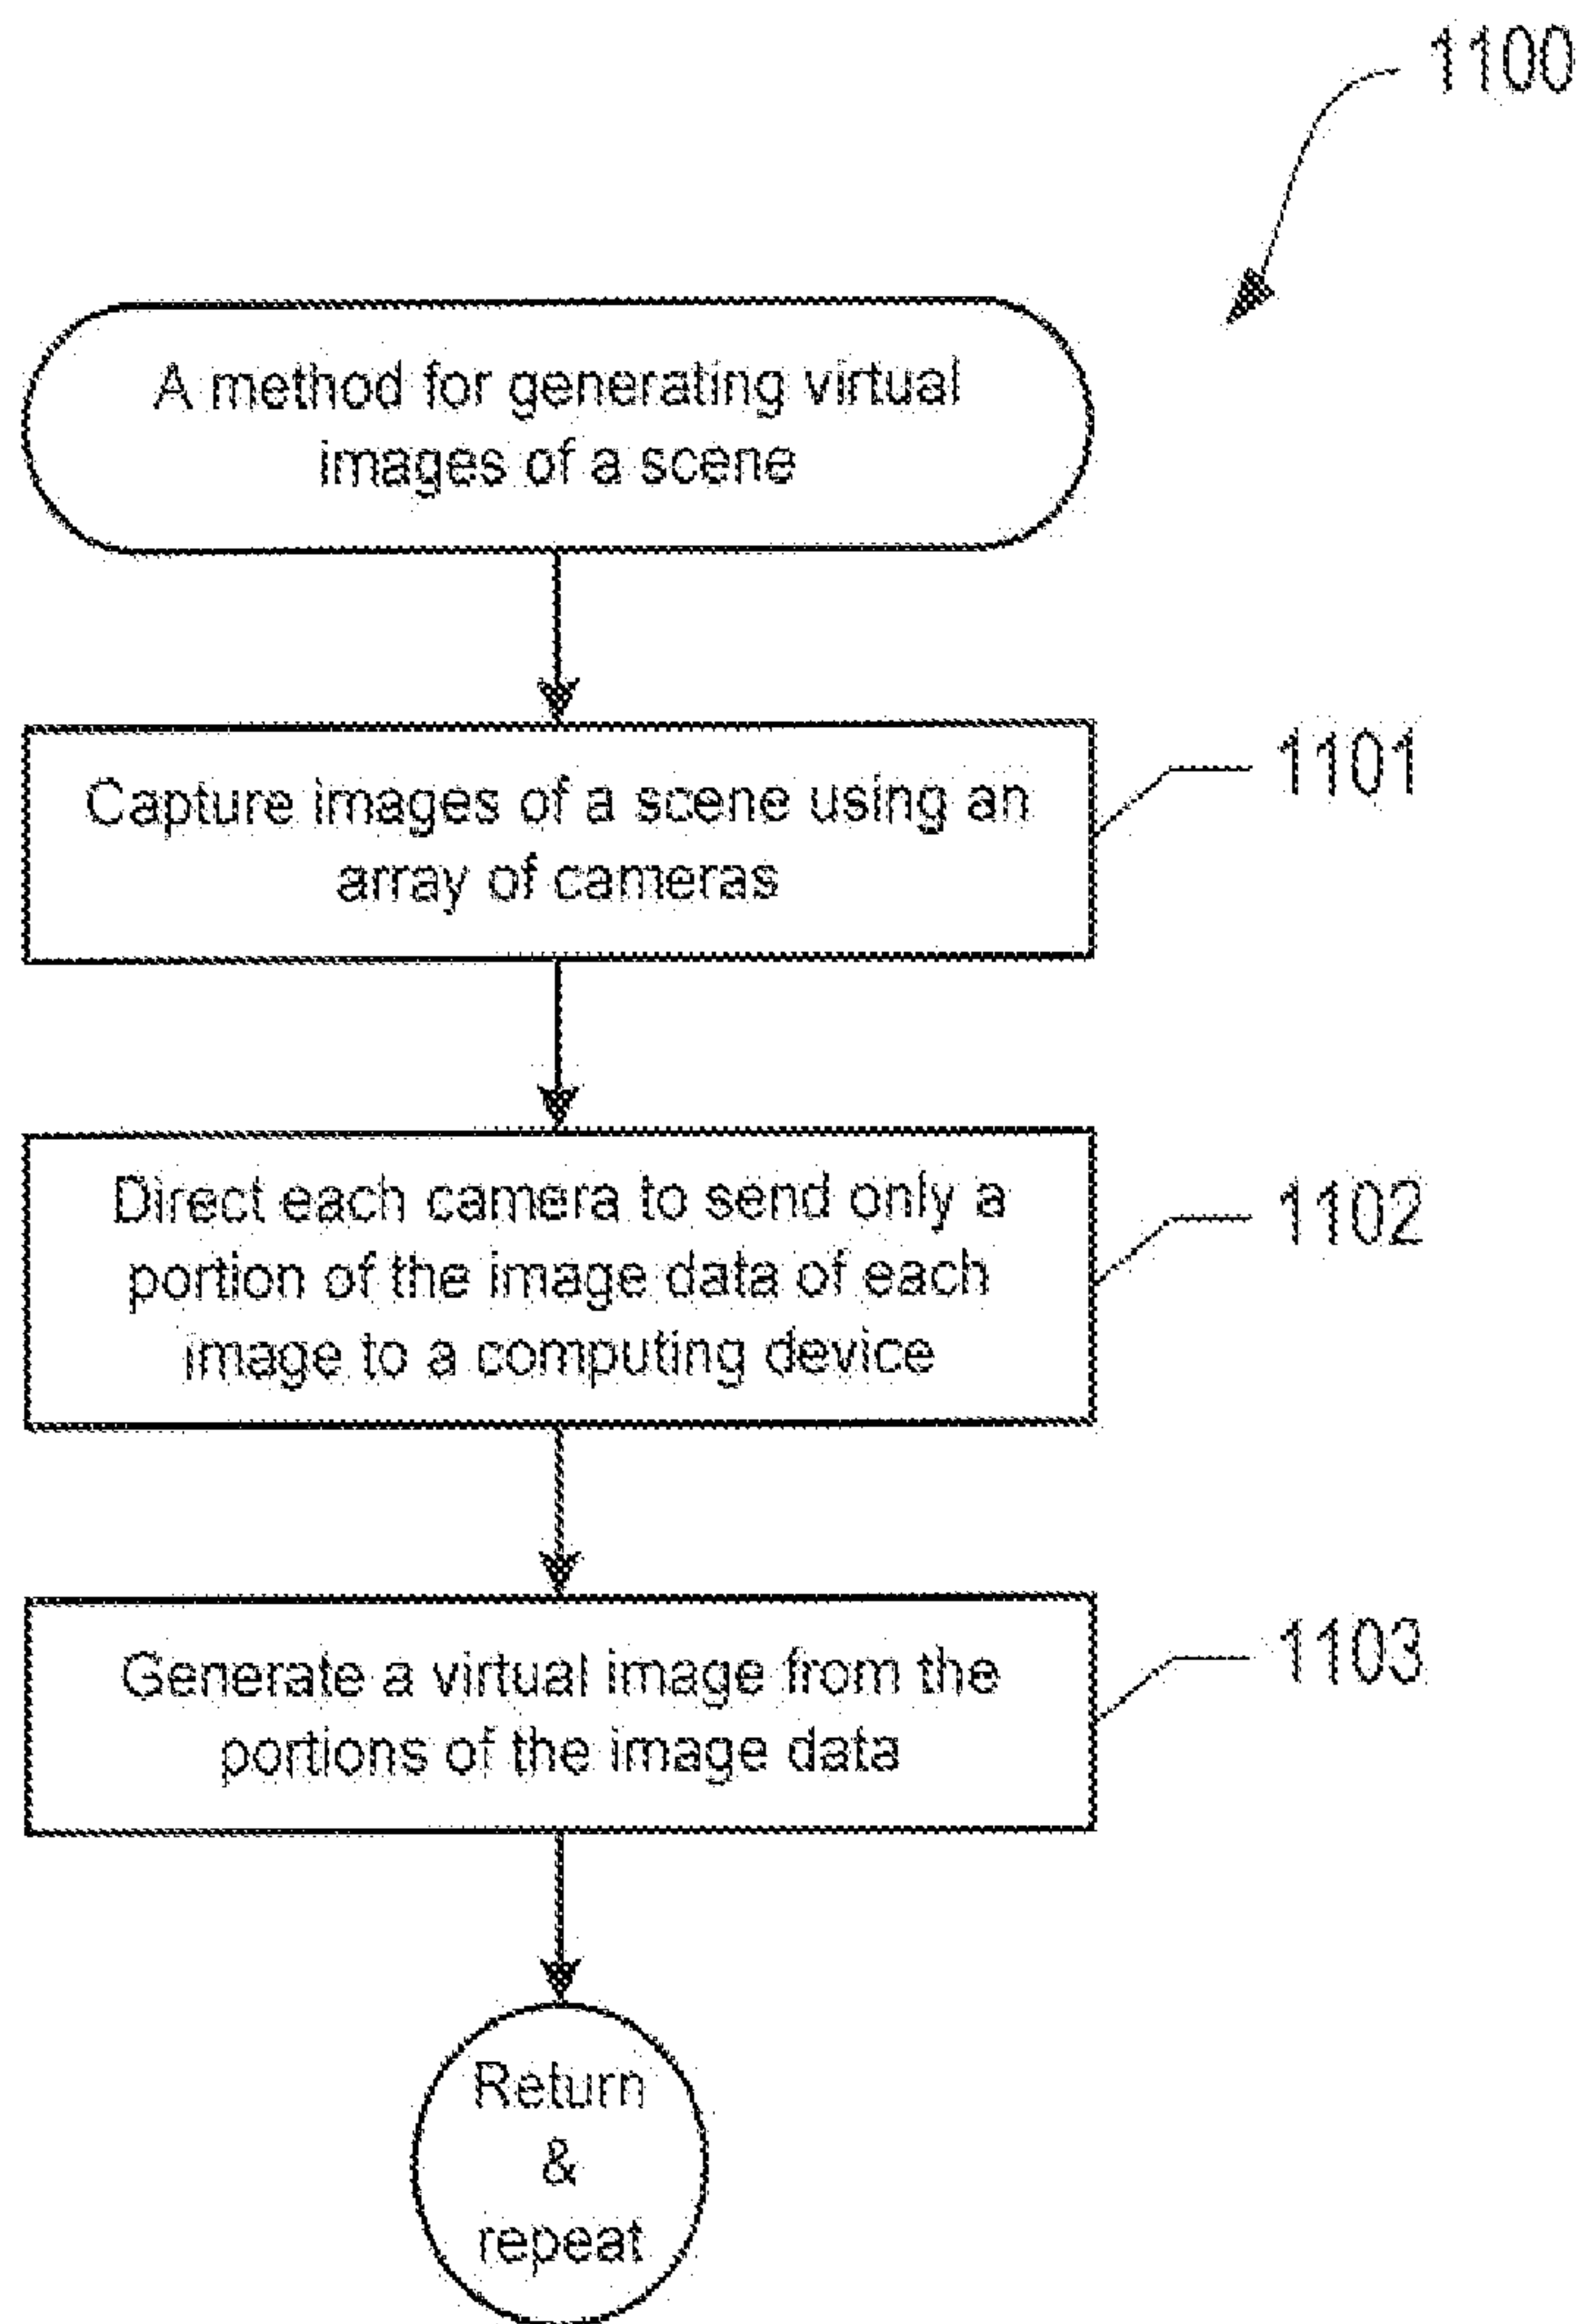 1100
A method for generating virtual
images of a scene
Capture images of a scene using an
array of cameras
1101
Direct each camera to send only a
portion of the image data of each
image to a computing device
1102
Generate a virtual image from the
portions of the image data
1103
Return
&
repeat